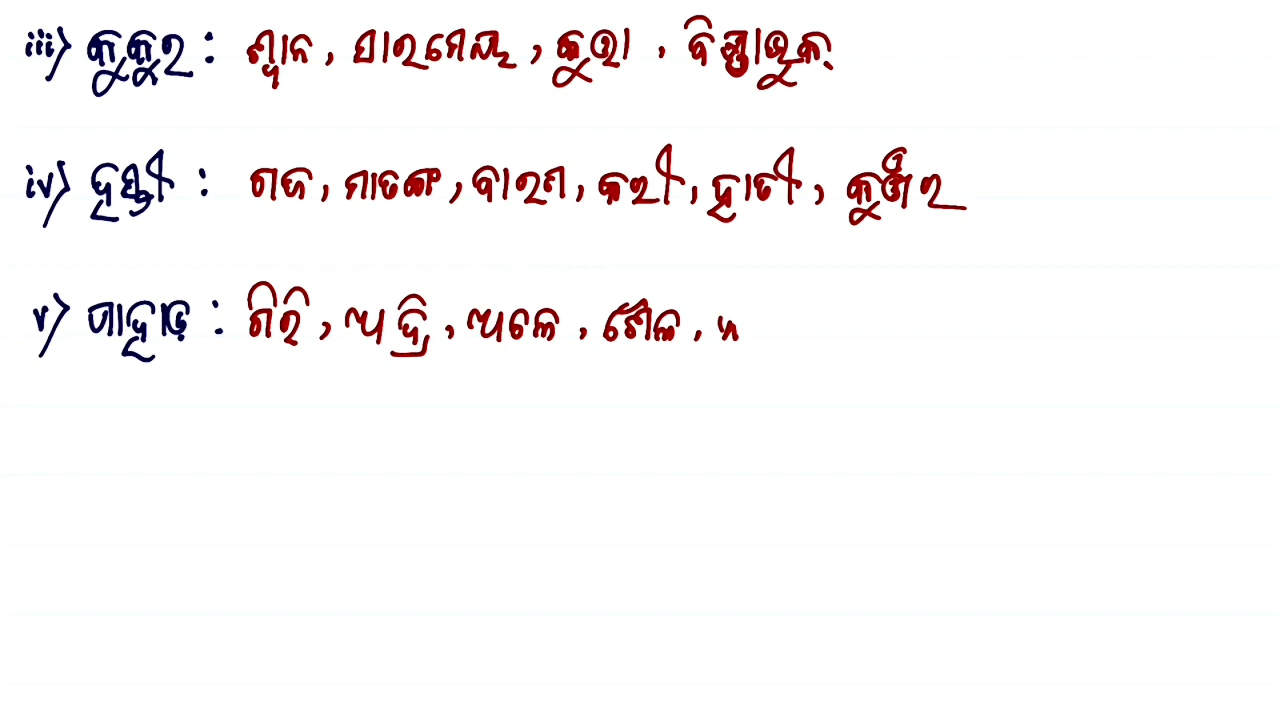 iii) କୁକୁର : ଶ୍ୱାନ, ସାରମେୟ, କୁତ୍ତା, ବିଷ୍ଠାଭୁକ୍
iv) ହସ୍ତୀ : ଗଜ, ମାତଙ୍ଗ, ବାରଣ, କରୀ, ହାତୀ, କୁଞ୍ଜର
v) ପାହାଡ଼ : ଗିରି, ଅଦ୍ରି, ଅଚଳ, ଶୈଳ,